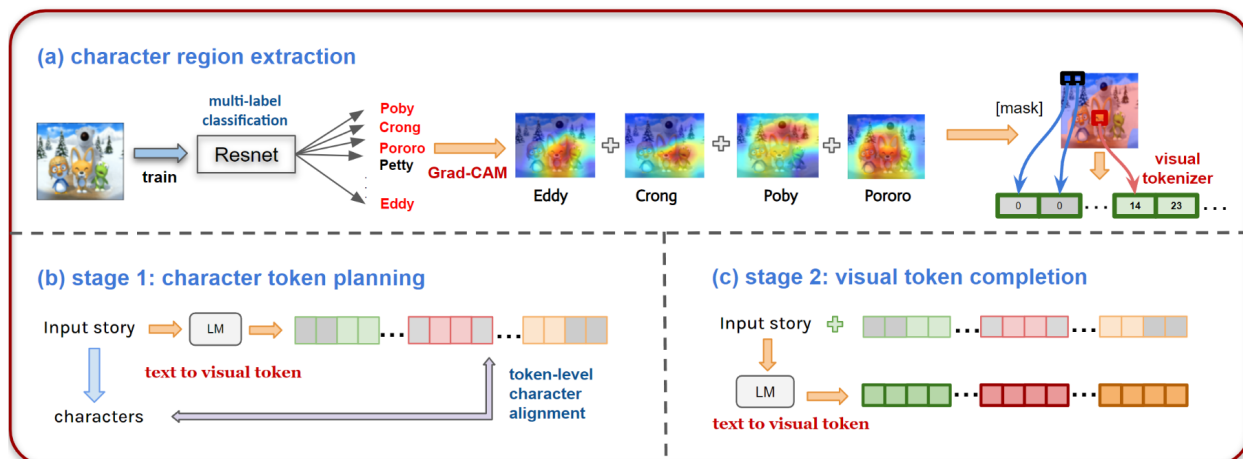 (a) character region extraction
multi-label
classification
Resnet
train
Poby
Crong
Pororo
Petty
Eddy
Grad-CAM
Eddy
Crong
Poby
Pororo
[mask]
visual
tokenizer
0 0 ... 14 23 ...
(b) stage 1: character token planning
Input story
LM
...
...
text to visual token
characters
token-level
character
alignment
(c) stage 2: visual token completion
Input story
...
...
LM
...
...
text to visual token